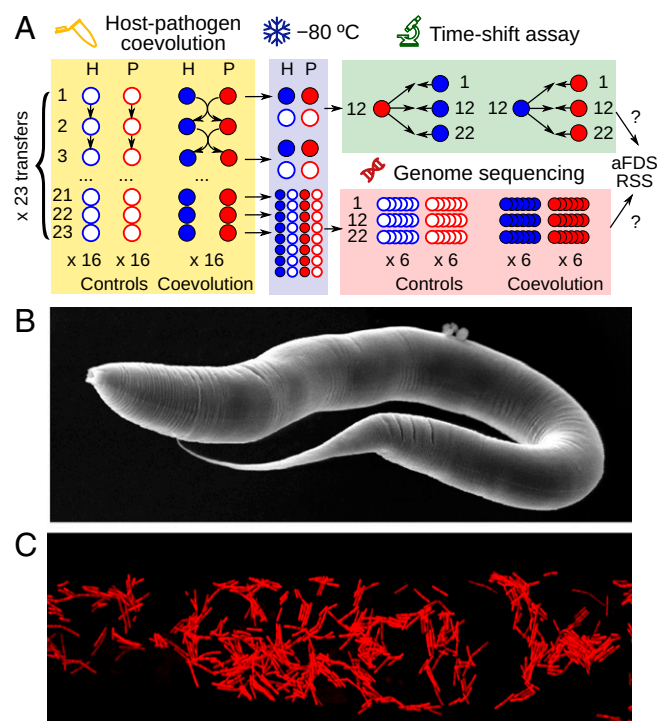 A
Host-pathogen
coevolution
−80 ºC
Time-shift assay
H P H P H P
1
2
3
... ... ...
21
22
23
x 23 transfers
x 16 x 16 x 16
Controls Coevolution
12 1 12 22
12 1 12 22
?
aFDS
RSS
?
Genome sequencing
1
12
22
x 6 x 6 x 6 x 6
Controls Coevolution
B
C